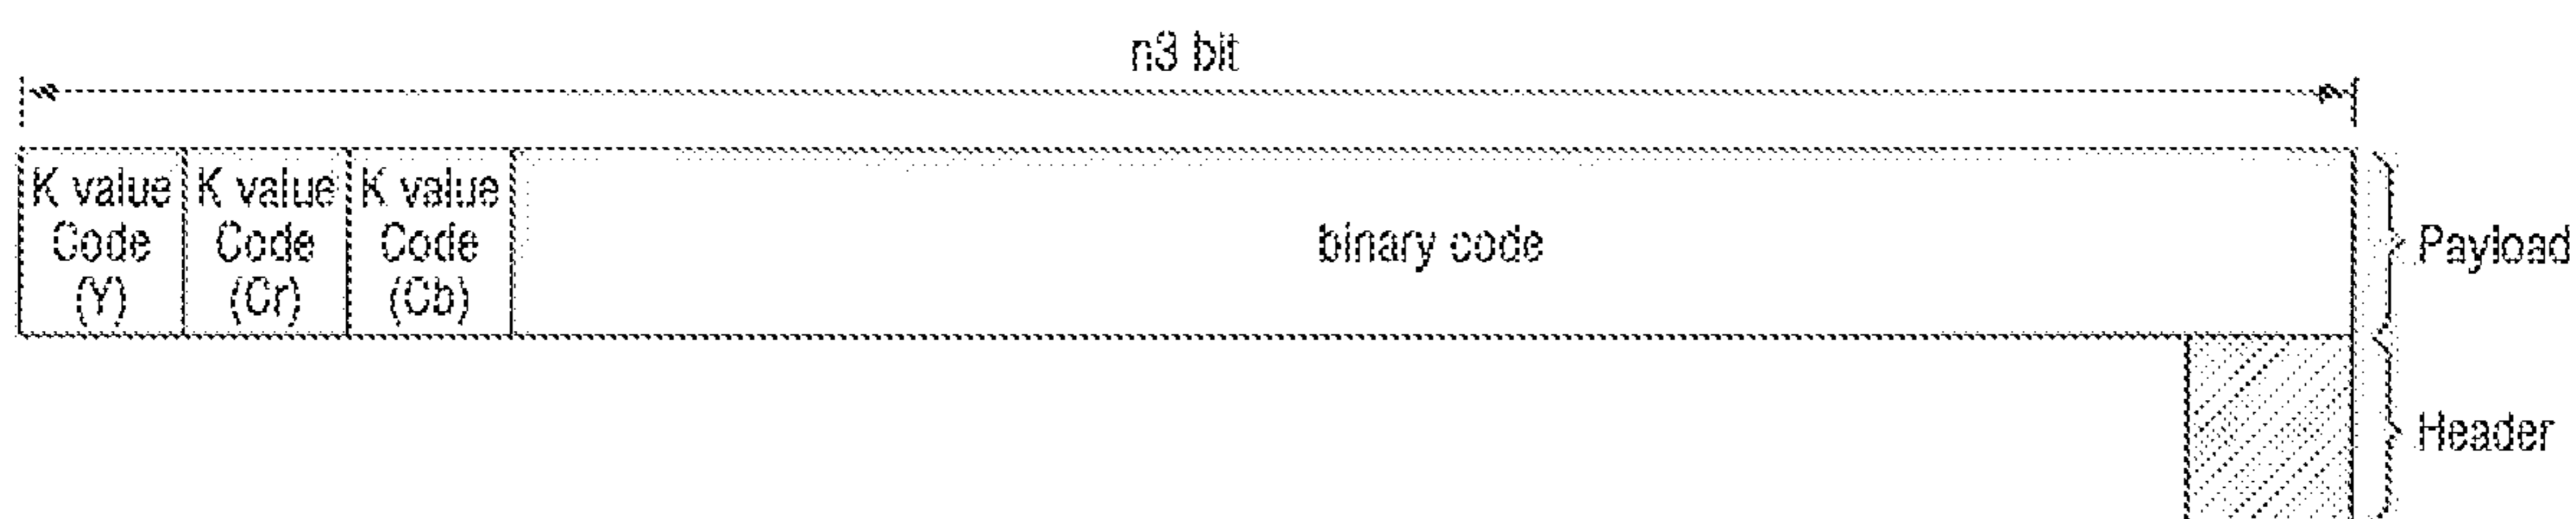 n3 bit
K value K value K value
Code Code Code
(Y) (Cr) (Cb)
binary code
Payload
Header